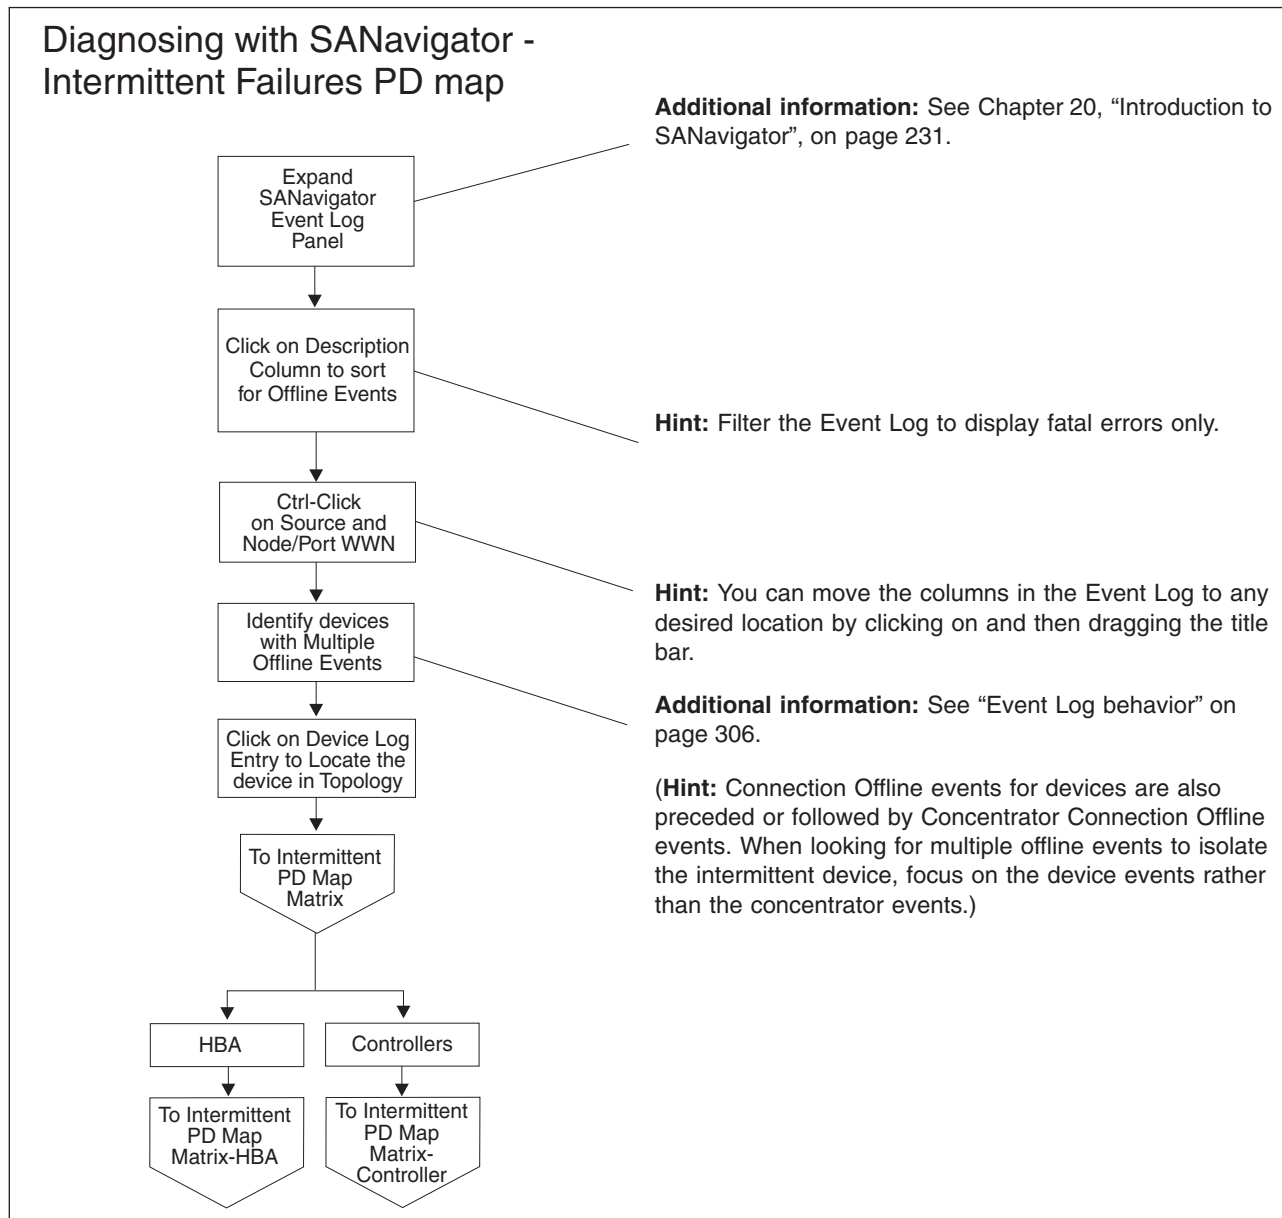 Diagnosing with SANavigator -
Intermittent Failures PD map
Additional information: See Chapter 20, “Introduction to
SANavigator”, on page 231.
Expand
SANavigator
Event Log
Panel
Click on Description
Column to sort
for Offline Events
Hint: Filter the Event Log to display fatal errors only.
Ctrl-Click
on Source and
Node/Port WWN
Hint: You can move the columns in the Event Log to any
desired location by clicking on and then dragging the title
bar.
Identify devices
with Multiple
Offline Events
Additional information: See “Event Log behavior” on
page 306.
(Hint: Connection Offline events for devices are also
preceded or followed by Concentrator Connection Offline
events. When looking for multiple offline events to isolate
the intermittent device, focus on the device events rather
than the concentrator events.)
Click on Device Log
Entry to Locate the
device in Topology
To Intermittent
PD Map
Matrix
HBA
Controllers
To Intermittent
PD Map
Matrix-HBA
To Intermittent
PD Map
Matrix-
Controller